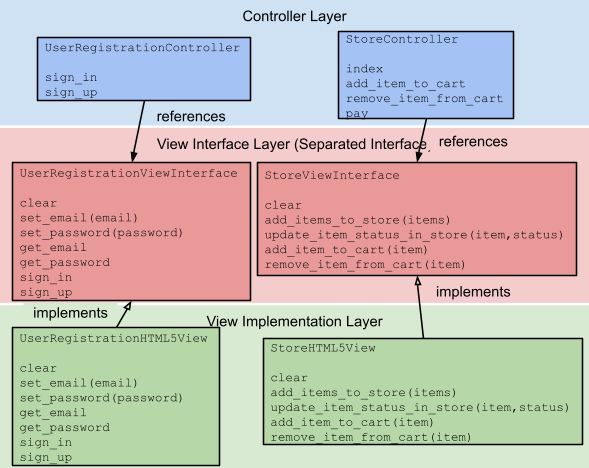 Controller Layer
UserRegistrationController
sign_in
sign_up
StoreController
index
add_item_to_cart
remove_item_from_cart
pay
references
references
View Interface Layer (Separated Interface
UserRegistrationViewInterface
clear
set_email(email)
set_password(password)
get_email
get_password
sign_in
sign_up
StoreViewInterface
clear
add_items_to_store(items)
update_item_status_in_store(item,status)
add_item_to_cart(item)
remove_item_from_cart(item)
implements
implements
View Implementation Layer
UserRegistrationHTML5View
clear
set_email(email)
set_password(password)
get_email
get_password
sign_in
sign_up
StoreHTML5View
clear
add_items_to_store(items)
update_item_status_in_store(item,status)
add_item_to_cart(item)
remove_item_from_cart(item)